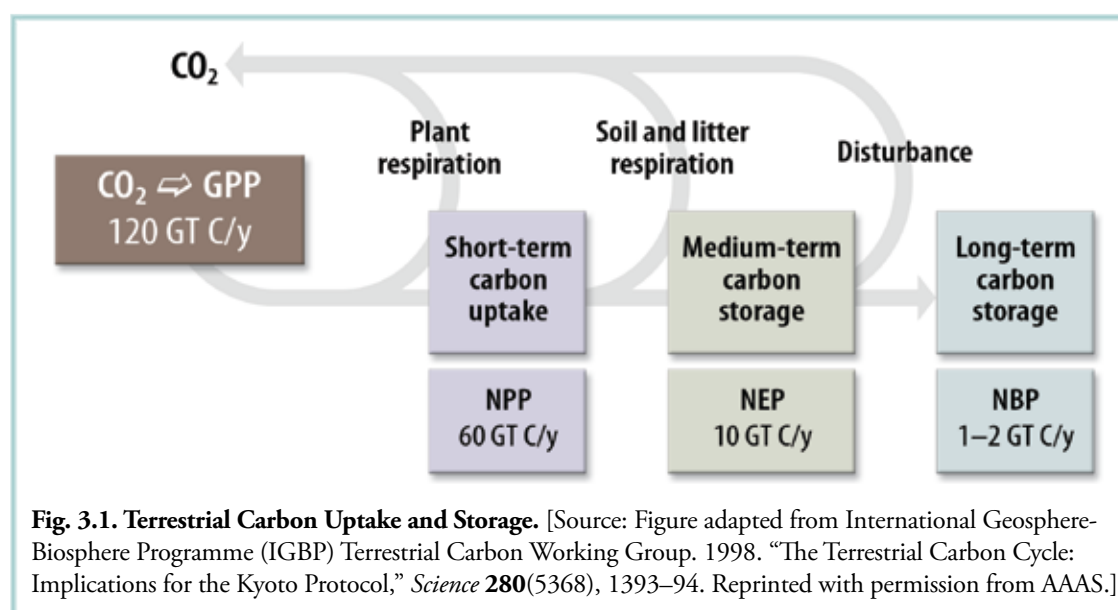 CO₂
Plant
respiration
Soil and litter
respiration
Disturbance
CO₂ ⇨ GPP
120 GT C/y
Short-term
carbon
uptake
Medium-term
carbon
storage
Long-term
carbon
storage
NPP
60 GT C/y
NEP
10 GT C/y
NBP
1–2 GT C/y
Fig. 3.1. Terrestrial Carbon Uptake and Storage. [Source: Figure adapted from International Geosphere-
Biosphere Programme (IGBP) Terrestrial Carbon Working Group. 1998. “The Terrestrial Carbon Cycle:
Implications for the Kyoto Protocol,” Science 280(5368), 1393–94. Reprinted with permission from AAAS.]